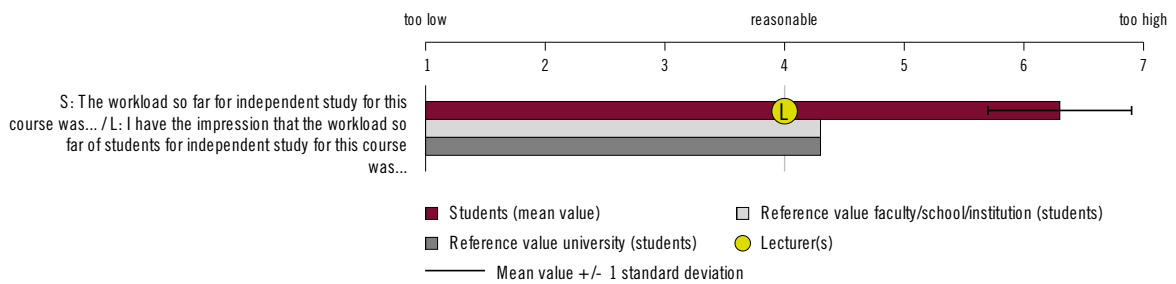 too low reasonable too high
1 2 3 4 5 6 7
S: The workload so far for independent study for this
course was... / L: I have the impression that the workload so
far of students for independent study for this course
was...
L
Students (mean value) Reference value faculty/school/institution (students)
Reference value university (students) Lecturer(s)
Mean value +/- 1 standard deviation